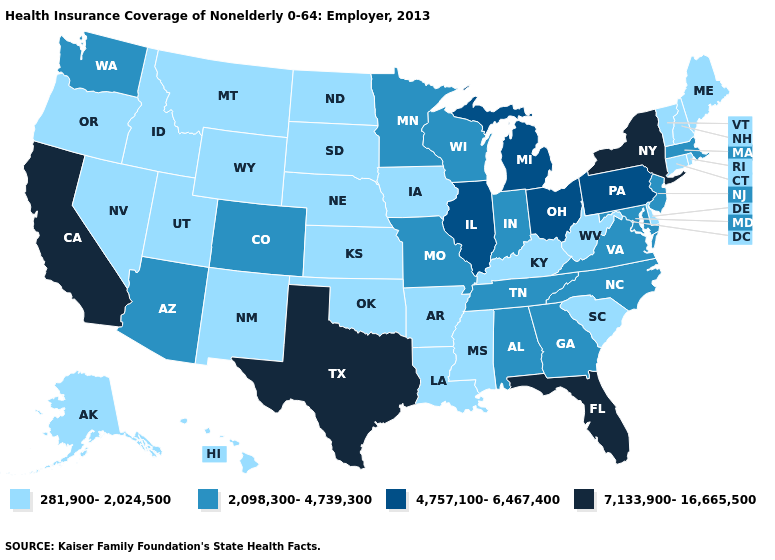 Health Insurance Coverage of Nonelderly 0-64: Employer, 2013
WA
OR
CA
NV
ID
MT
WY
UT
AZ
CO
NM
ND
SD
NE
KS
OK
TX
MN
IA
MO
AR
LA
WI
IL
MI
IN
OH
KY
TN
MS
AL
GA
FL
SC
NC
VA
WV
PA
NY
ME
VT
NH
MA
RI
CT
NJ
DE
MD
DC
AK
HI
281,900- 2,024,500
2,098,300- 4,739,300
4,757,100- 6,467,400
7,133,900- 16,665,500
SOURCE: Kaiser Family Foundation's State Health Facts.